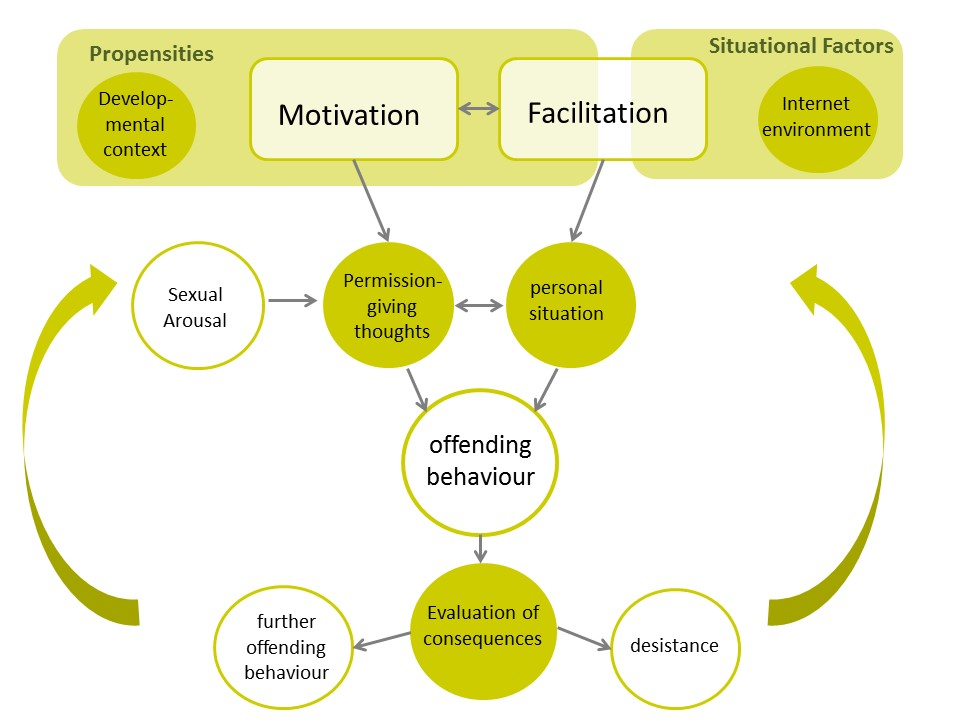 Propensities
Situational Factors
Develop-
mental
context
Motivation
Facilitation
Internet
environment
Sexual
Arousal
Permission-
giving
thoughts
personal
situation
offending
behaviour
further
offending
behaviour
Evaluation of
consequences
desistance